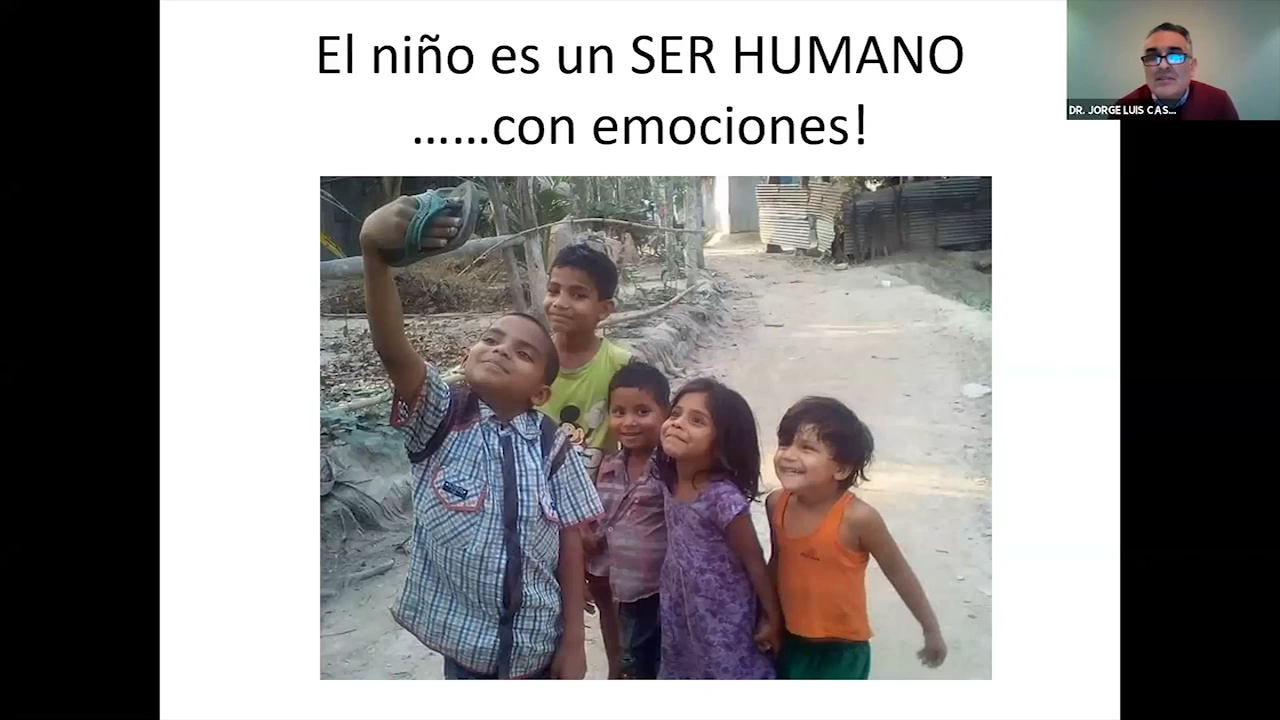 El niño es un SER HUMANO
……con emociones!
DR. JORGE LUIS CAS...